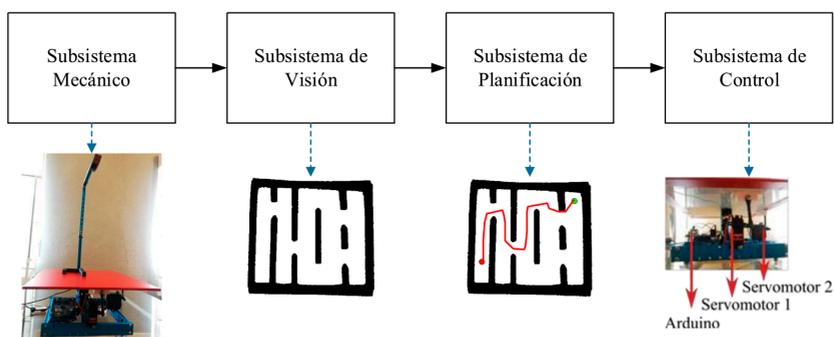 Subsistema
Mecánico
Subsistema de
Visión
Subsistema de
Planificación
Subsistema de
Control
Servomotor 2
Servomotor 1
Arduino